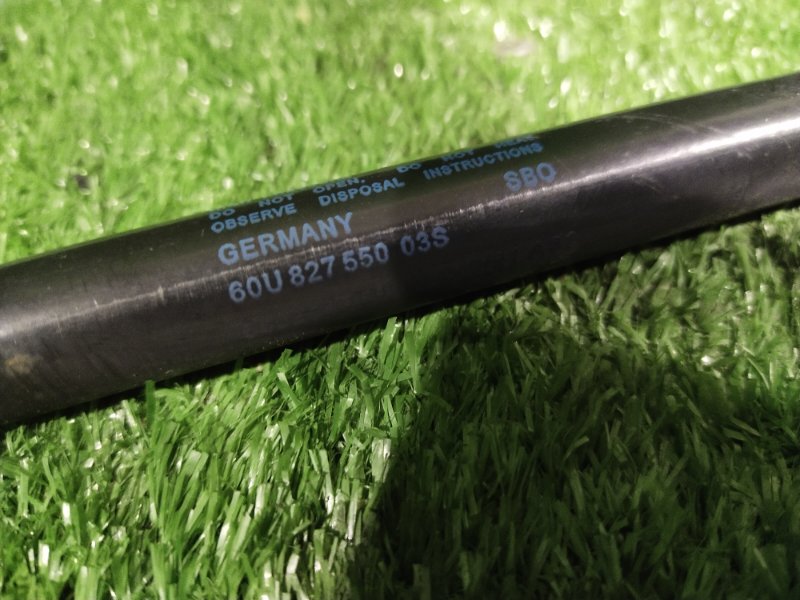 DO NOT OPEN. DO NOT HEAT.
OBSERVE DISPOSAL INSTRUCTIONS
GERMANY SBO
60U 827 550 03S